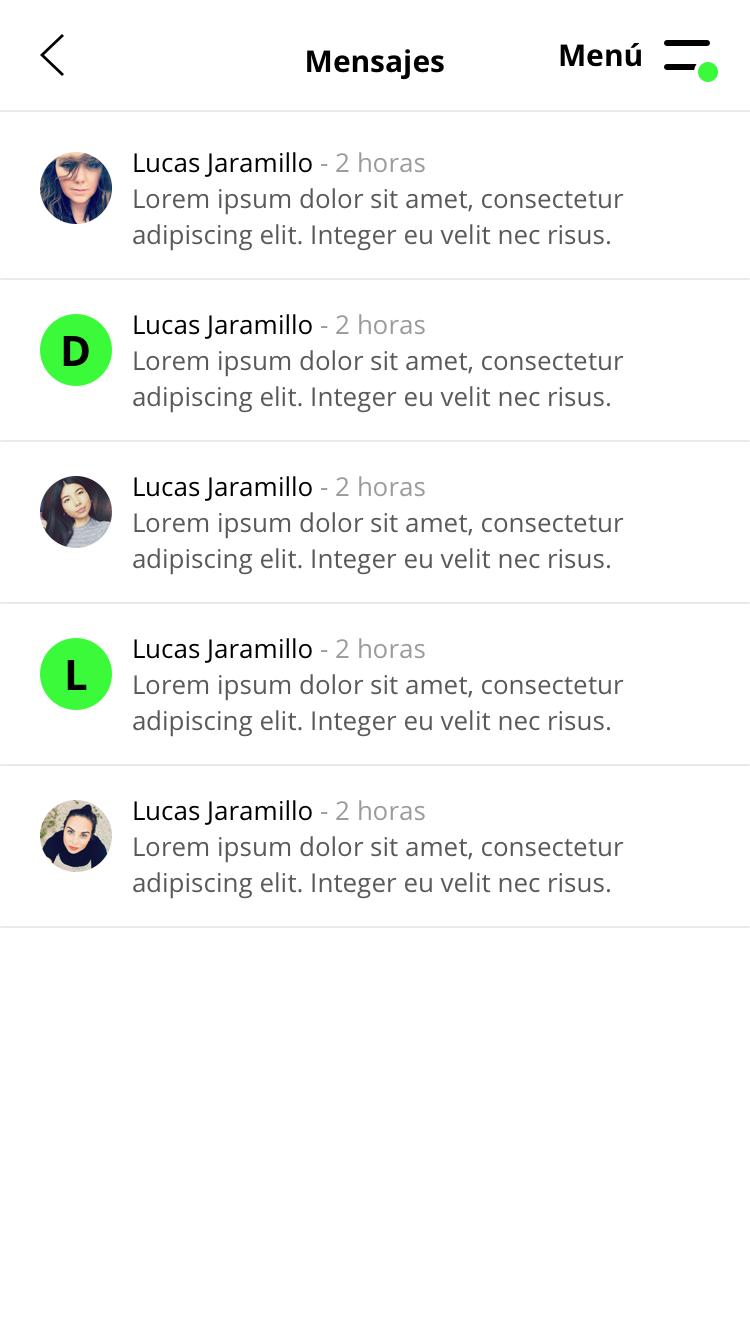 Mensajes
Menú
Lucas Jaramillo - 2 horas
Lorem ipsum dolor sit amet, consectetur
adipiscing elit. Integer eu velit nec risus.
D
Lucas Jaramillo - 2 horas
Lorem ipsum dolor sit amet, consectetur
adipiscing elit. Integer eu velit nec risus.
Lucas Jaramillo - 2 horas
Lorem ipsum dolor sit amet, consectetur
adipiscing elit. Integer eu velit nec risus.
L
Lucas Jaramillo - 2 horas
Lorem ipsum dolor sit amet, consectetur
adipiscing elit. Integer eu velit nec risus.
Lucas Jaramillo - 2 horas
Lorem ipsum dolor sit amet, consectetur
adipiscing elit. Integer eu velit nec risus.